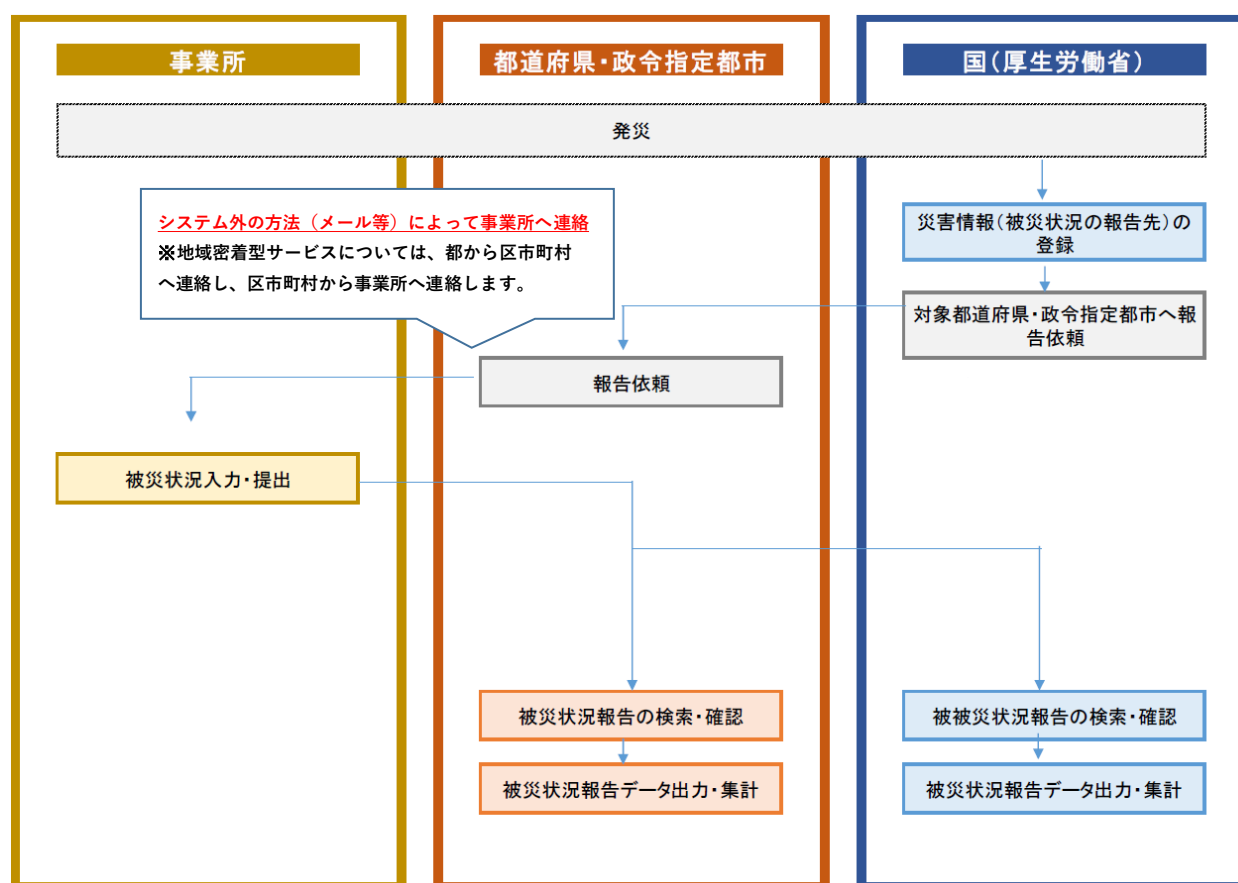 事業所
都道府県・政令指定都市
国（厚生労働省）
発災
システム外の方法（メール等）によって事業所へ連絡
※地域密着型サービスについては、都から区市町村
へ連絡し、区市町村から事業所へ連絡します。
災害情報（被災状況の報告先）の
登録
対象都道府県・政令指定都市へ報
告依頼
報告依頼
被災状況入力・提出
被災状況報告の検索・確認
被被災状況報告の検索・確認
被災状況報告データ出力・集計
被災状況報告データ出力・集計